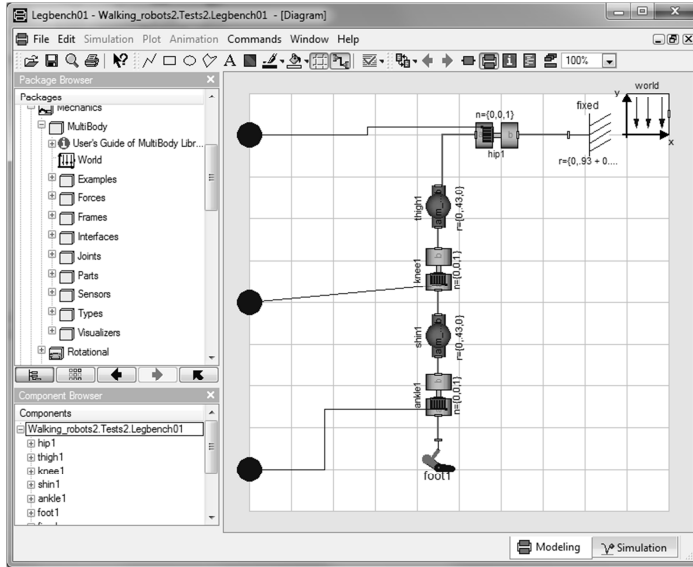 Legbench01 - Walking_robots2.Tests2.Legbench01 - [Diagram]
File Edit Simulation Plot Animation Commands Window Help
100%
Package Browser
Packages
Mechanics
MultiBody
User's Guide of MultiBody Libr...
World
Examples
Forces
Frames
Interfaces
Joints
Parts
Sensors
Types
Visualizers
Rotational
Component Browser
Components
Walking_robots2.Tests2.Legbench01
hip1
thigh1
knee1
shin1
ankle1
foot1
n={0,0,1}
hip1
fixed
r={0,.93 + 0....
world
y
x
thigh1
r={0,.43,0}
knee1
n={0,0,1}
shin1
r={0,.43,0}
ankle1
n={0,0,1}
foot1
Modeling
Simulation